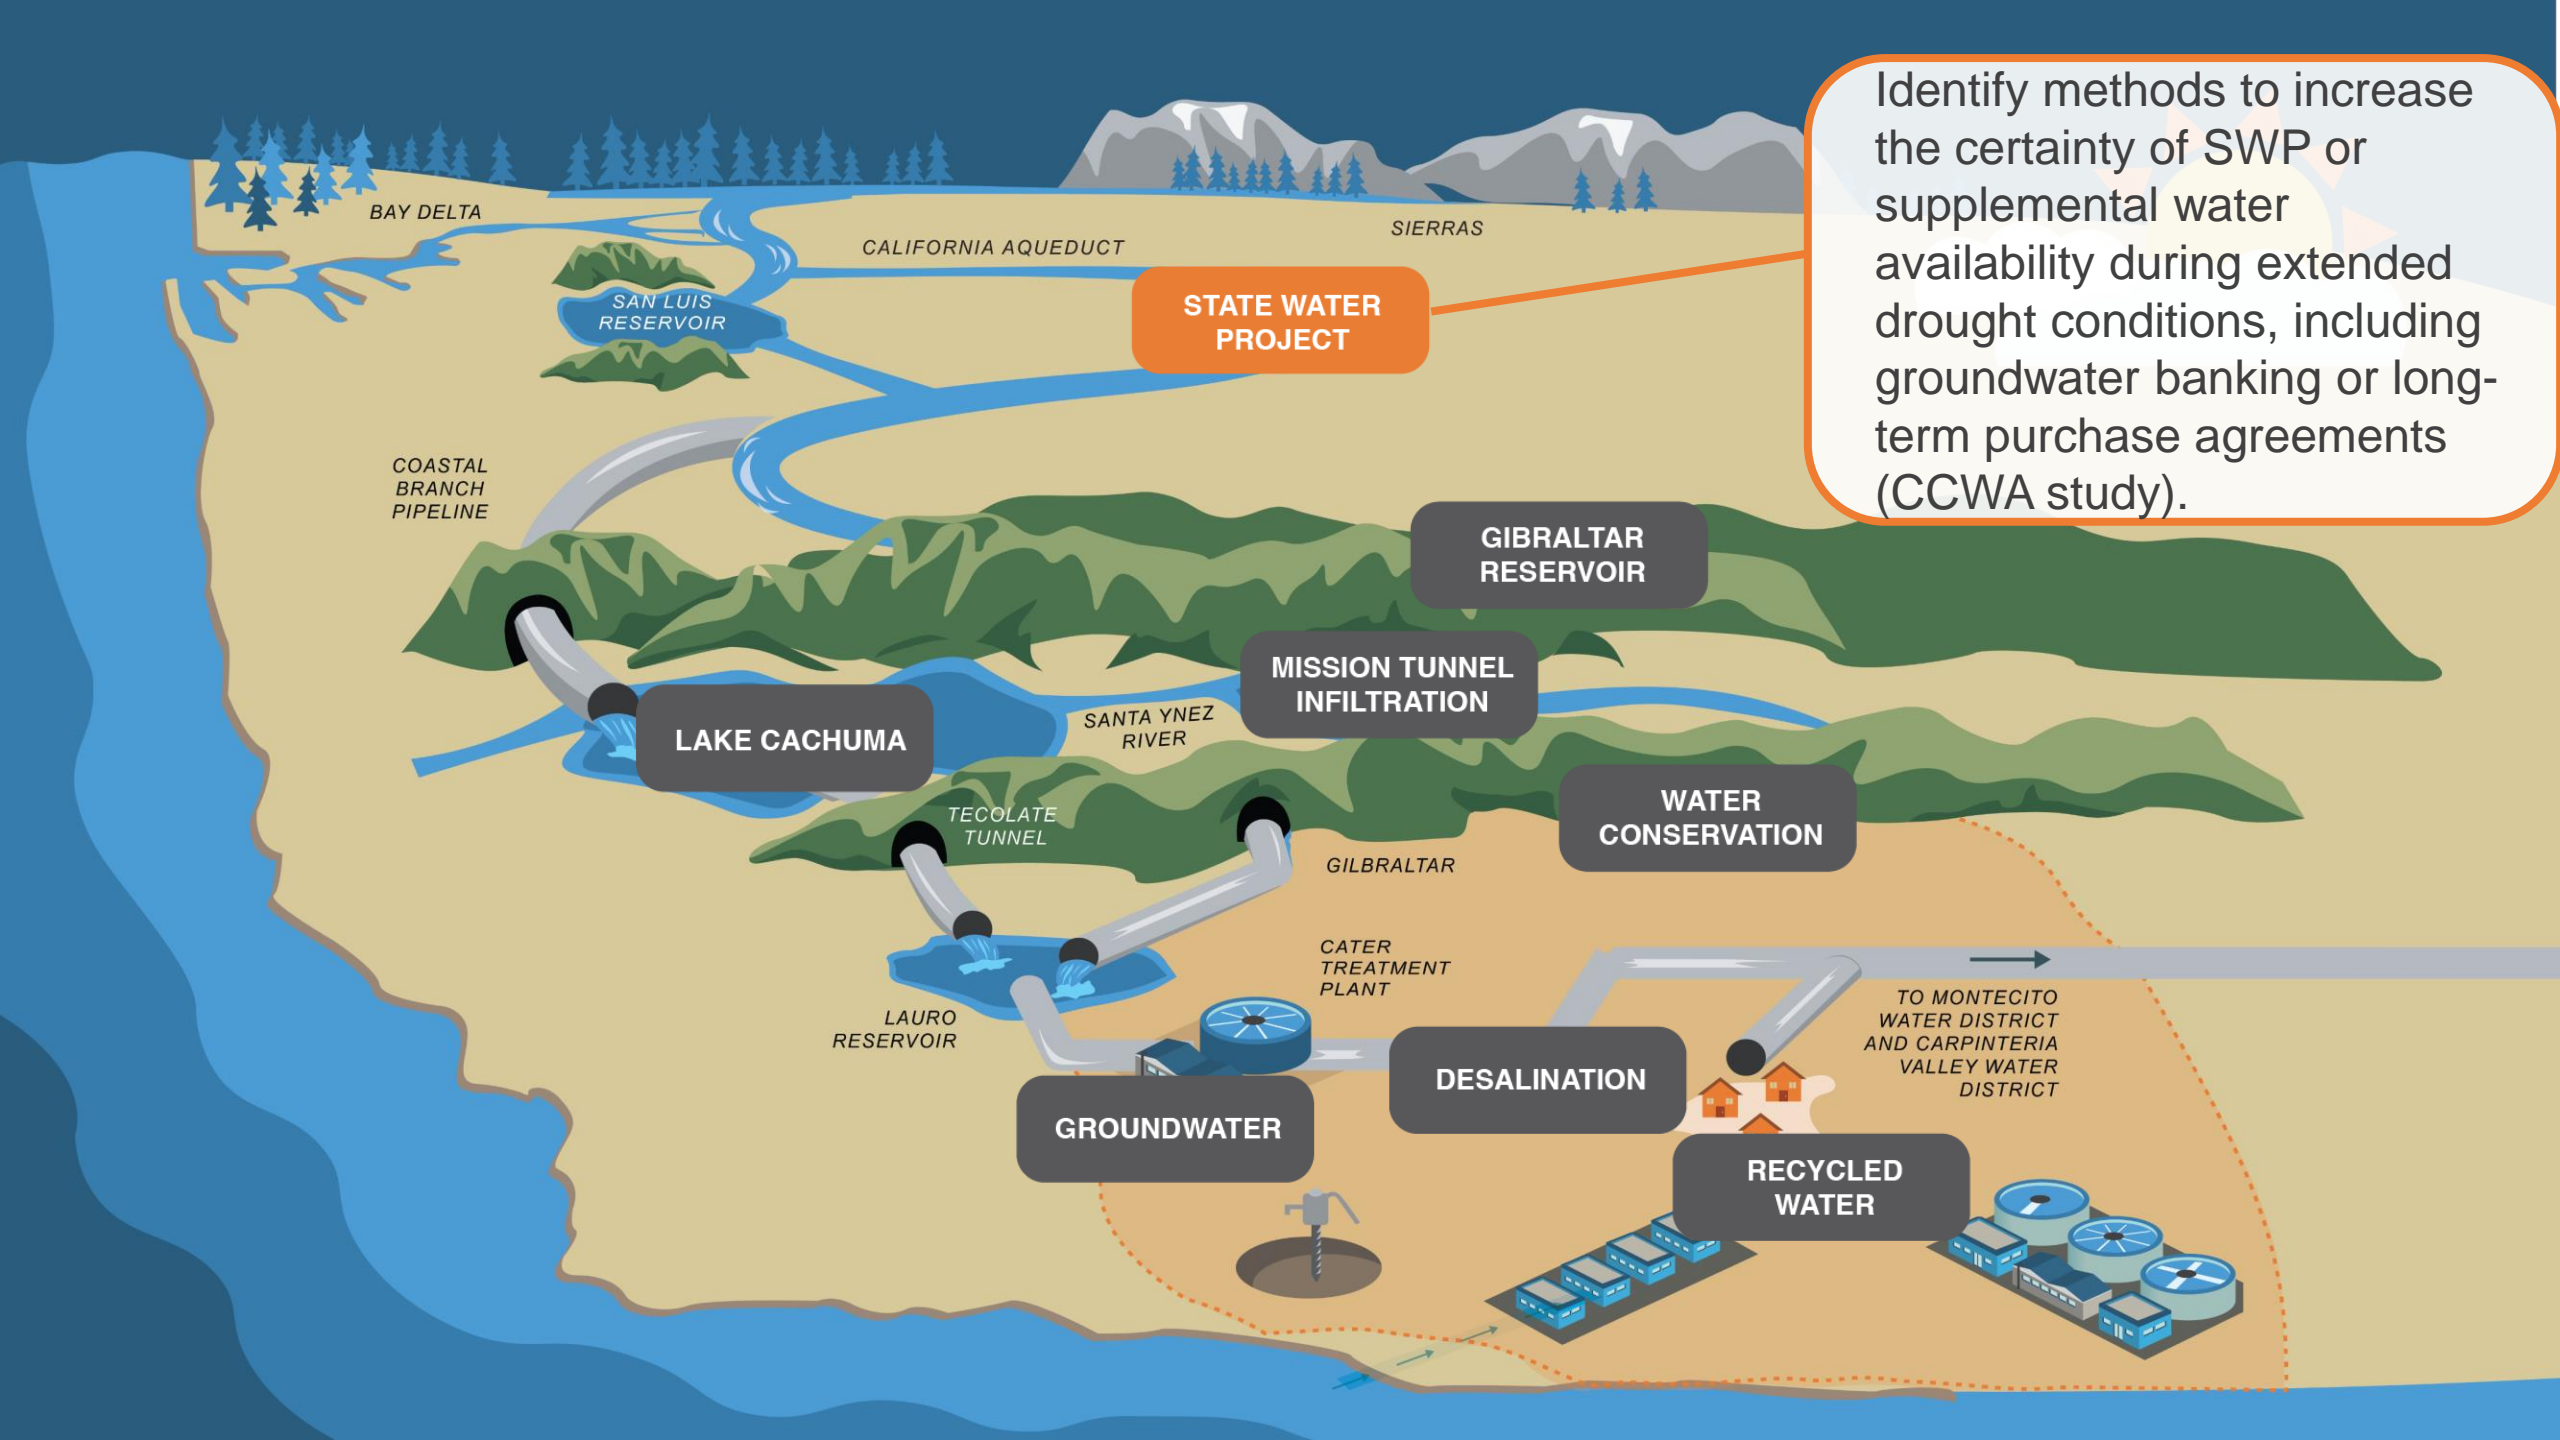 Identify methods to increase
the certainty of SWP or
supplemental water
availability during extended
drought conditions, including
groundwater banking or long-
term purchase agreements
(CCWA study).
BAY DELTA
CALIFORNIA AQUEDUCT
SIERRAS
SAN LUIS
RESERVOIR
STATE WATER
PROJECT
COASTAL
BRANCH
PIPELINE
GIBRALTAR
RESERVOIR
MISSION TUNNEL
INFILTRATION
LAKE CACHUMA
SANTA YNEZ
RIVER
TECOLATE
TUNNEL
WATER
CONSERVATION
GILBRALTAR
CATER
TREATMENT
PLANT
LAURO
RESERVOIR
TO MONTECITO
WATER DISTRICT
AND CARPINTERIA
VALLEY WATER
DISTRICT
DESALINATION
GROUNDWATER
RECYCLED
WATER